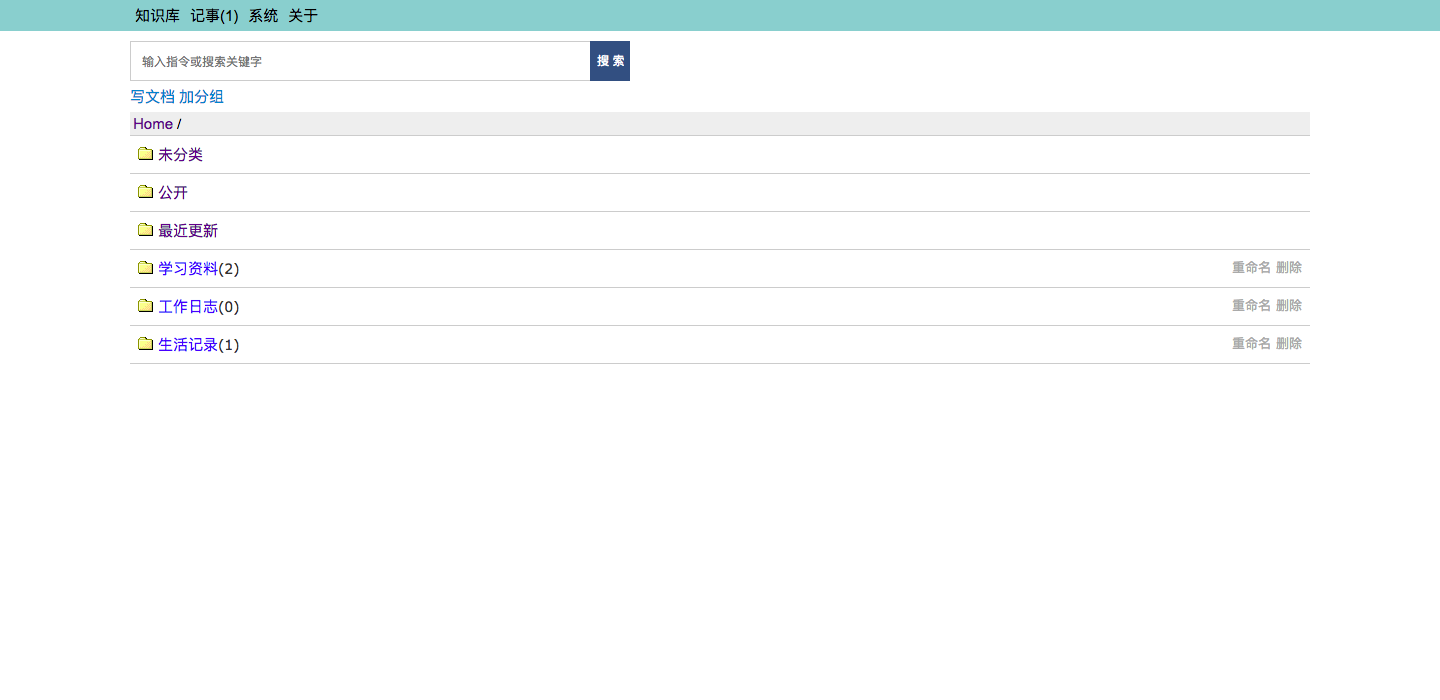 知识库 记事(1) 系统 关于
输入指令或搜索关键字 搜 索
写文档 加分组
Home /
未分类
公开
最近更新
学习资料(2) 重命名 删除
工作日志(0) 重命名 删除
生活记录(1) 重命名 删除